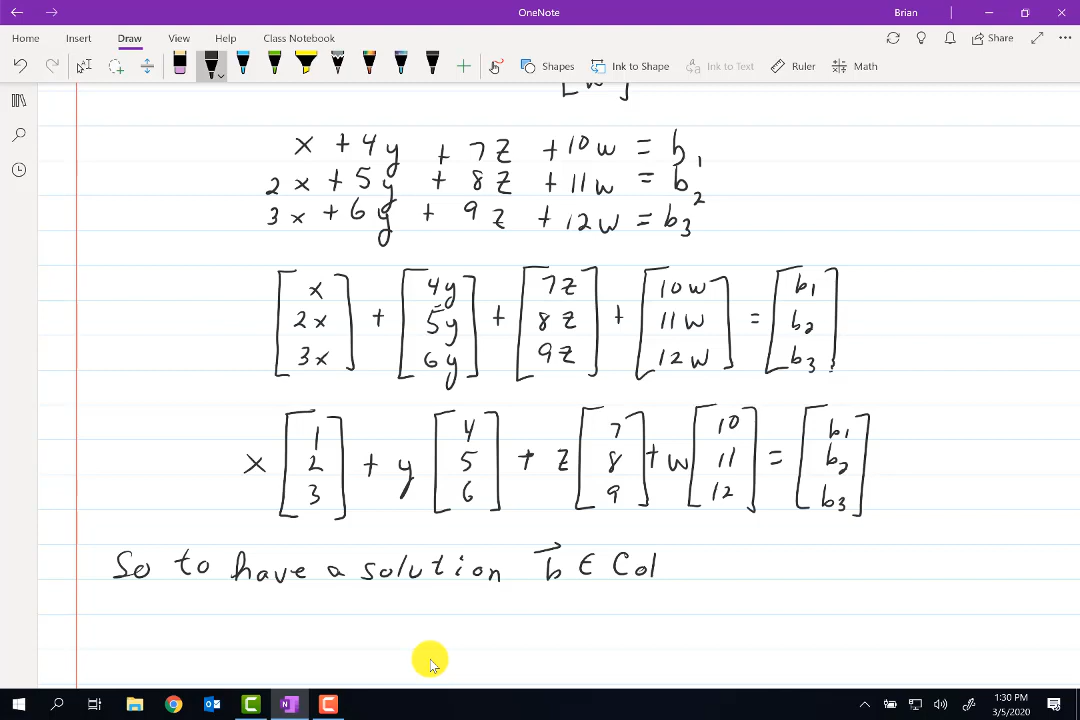 OneNote
Brian
Home Insert Draw View Help Class Notebook
Share
Shapes Ink to Shape Ink to Text Ruler Math
[ w ]
x + 4y + 7z + 10w = b₁
2x + 5y + 8z + 11w = b₂
3x + 6y + 9z + 12w = b₃
[x 2x 3x] + [4y 5y 6y] + [7z 8z 9z] + [10w 11w 12w] = [b₁ b₂ b₃]
x [1 2 3] + y [4 5 6] + z [7 8 9] + w [10 11 12] = [b₁ b₂ b₃]
So to have a solution b⃗ ∈ Col
1:30 PM
3/5/2020